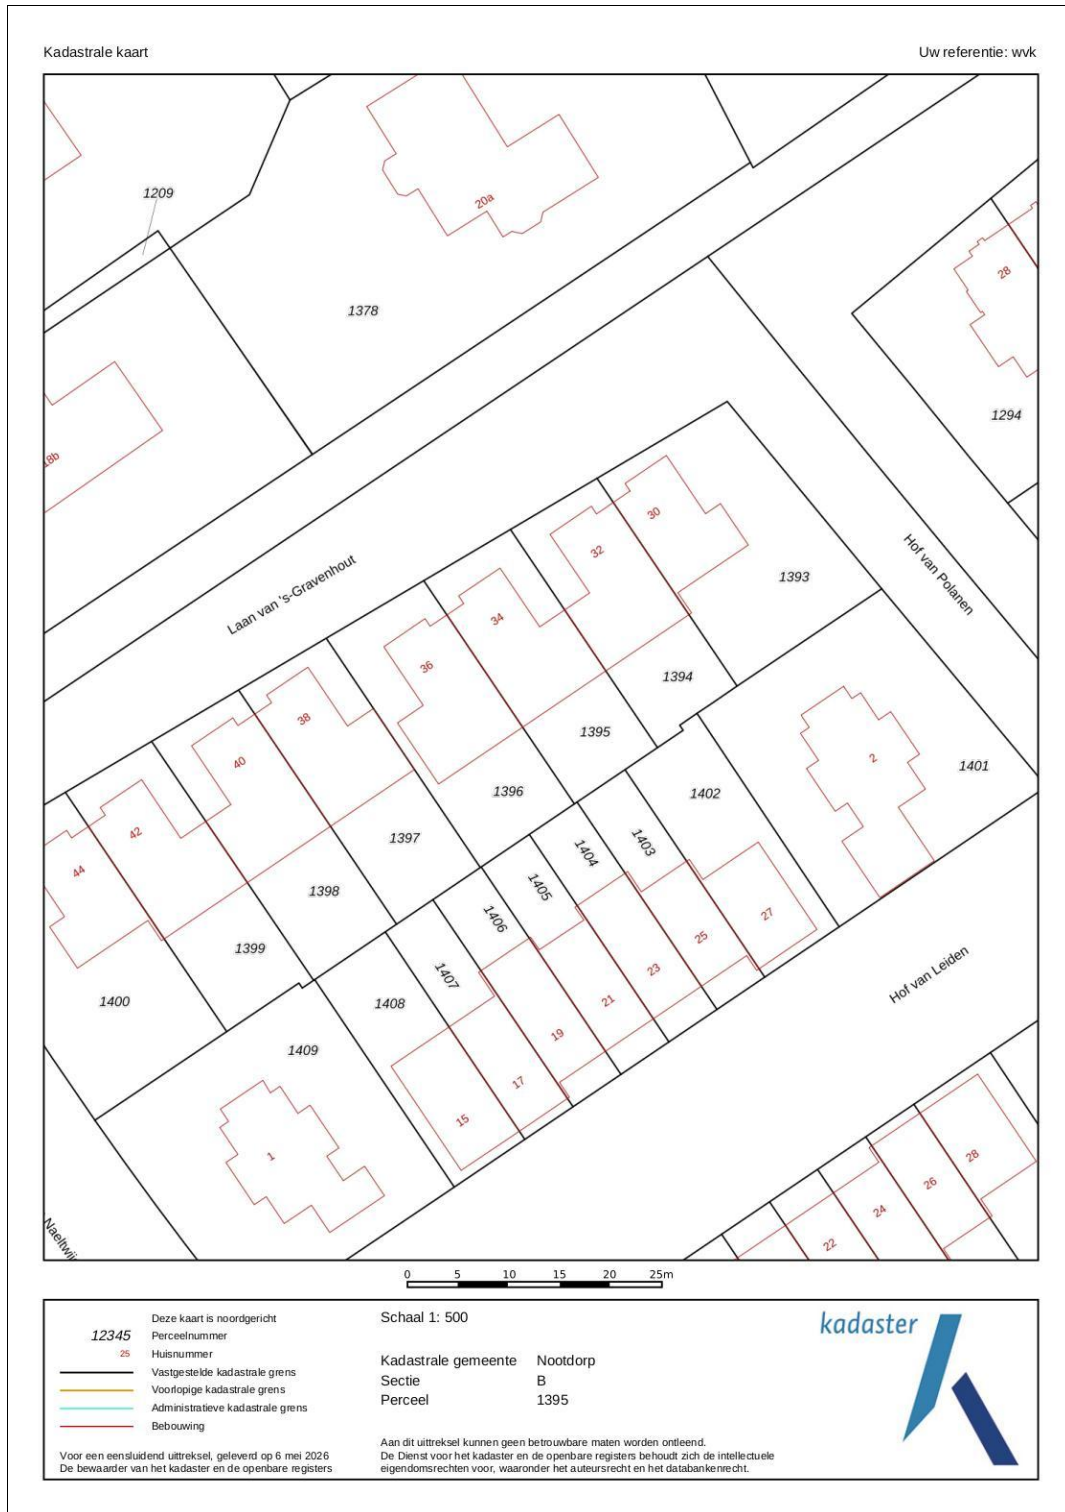 Kadastrale kaart
Uw referentie: wvk
1209
20a
28
1378
1294
18b
30
32
1393
Hof van Polanen
Laan van 's-Gravenhout
34
36
1394
1395
38
40
2
1401
1396
1402
42
44
1397
1404
1403
1398
1405
1406
27
25
1399
1407
23
21
Hof van Leiden
1400
1408
19
1409
17
15
1
28
26
24
22
0 5 10 15 20 25m
Deze kaart is noordgericht
12345 Perceelnummer
25 Huisnummer
Vastgestelde kadastrale grens
Voorlopige kadastrale grens
Administratieve kadastrale grens
Bebouwing
Voor een eensluidend uittreksel, geleverd op 6 mei 2026
De bewaarder van het kadaster en de openbare registers
Schaal 1: 500
Kadastrale gemeente Nootdorp
Sectie B
Perceel 1395
Aan dit uittreksel kunnen geen betrouwbare maten worden ontleend.
De Dienst voor het kadaster en de openbare registers behoudt zich de intellectuele
eigendomsrechten voor, waaronder het auteursrecht en het databankenrecht.
kadaster